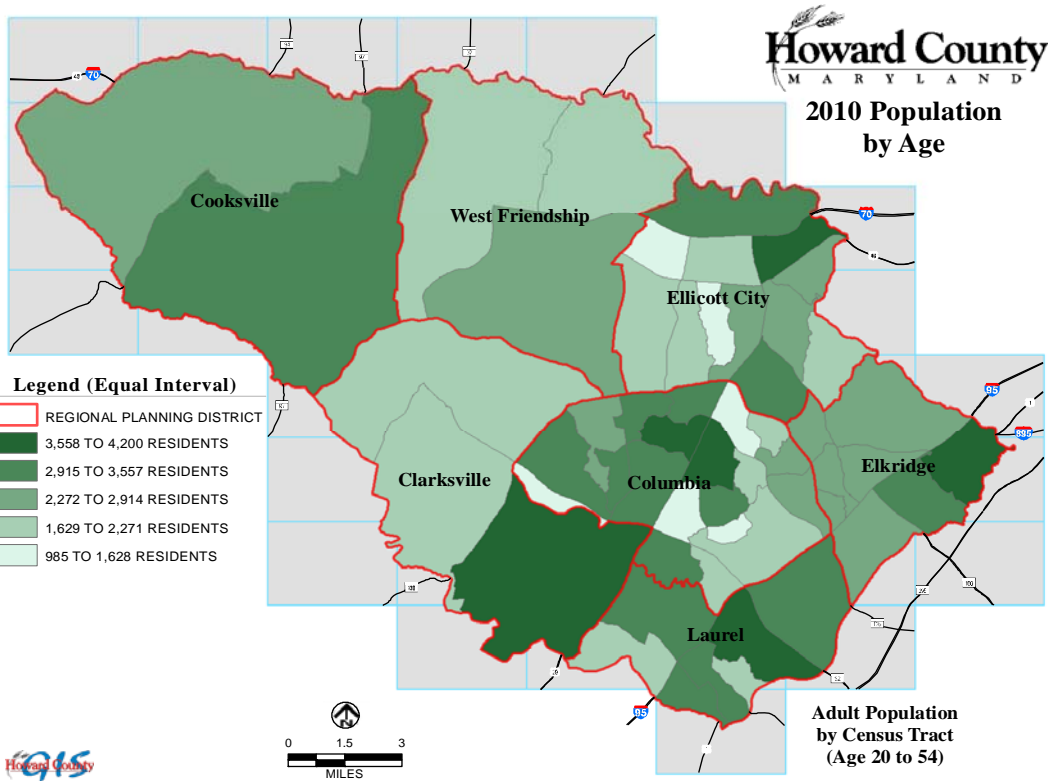 Howard County
MARYLAND
2010 Population
by Age
70
Cooksville
West Friendship
70
Ellicott City
Legend (Equal Interval)
REGIONAL PLANNING DISTRICT
3,558 TO 4,200 RESIDENTS
2,915 TO 3,557 RESIDENTS
2,272 TO 2,914 RESIDENTS
1,629 TO 2,271 RESIDENTS
985 TO 1,628 RESIDENTS
95
1
895
Elkridge
Clarksville
Columbia
Laurel
95
Adult Population
by Census Tract
(Age 20 to 54)
0 1.5 3
MILES
Howard County
GIS